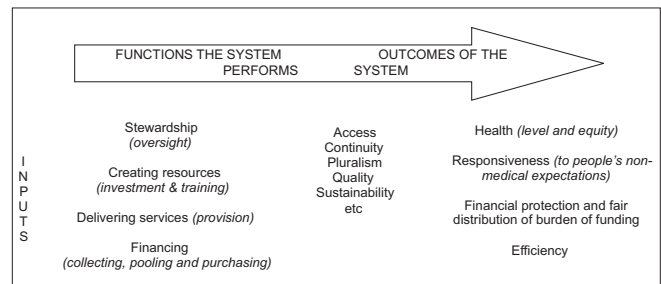 FUNCTIONS THE SYSTEM PERFORMS
OUTCOMES OF THE SYSTEM
I
N
P
U
T
S
Stewardship
(oversight)
Creating resources
(investment & training)
Delivering services (provision)
Financing
(collecting, pooling and purchasing)
Access
Continuity
Pluralism
Quality
Sustainability
etc
Health (level and equity)
Responsiveness (to people's non-
medical expectations)
Financial protection and fair
distribution of burden of funding
Efficiency